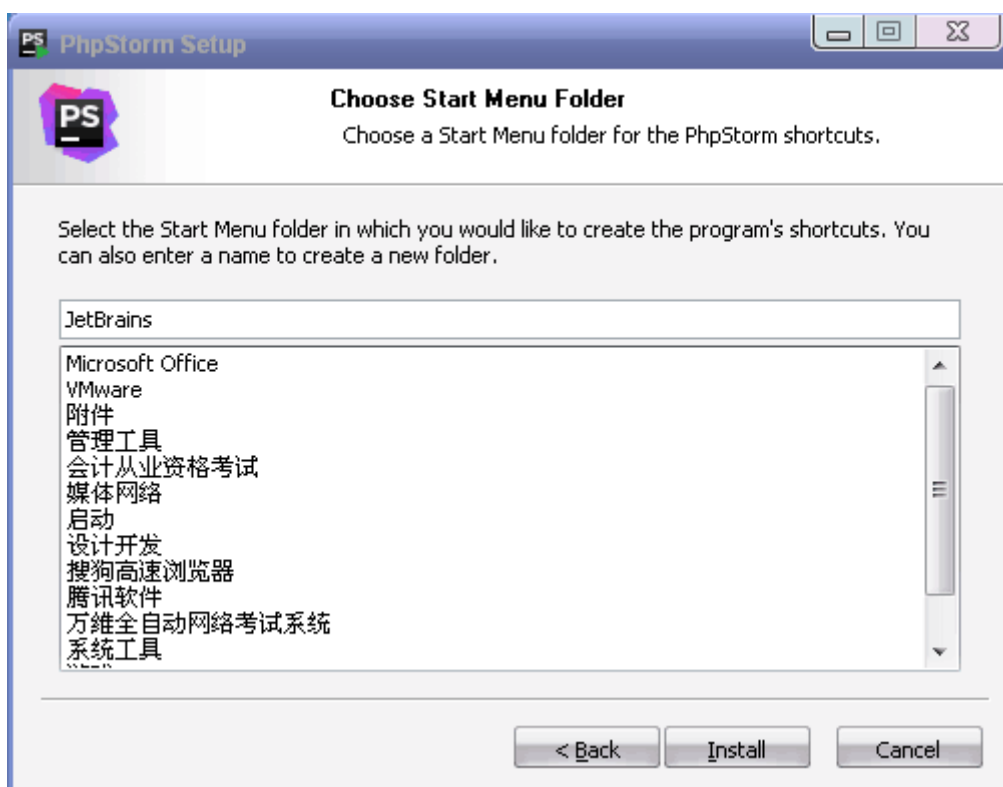 PhpStorm Setup
PS
Choose Start Menu Folder
Choose a Start Menu folder for the PhpStorm shortcuts.
Select the Start Menu folder in which you would like to create the program's shortcuts. You
can also enter a name to create a new folder.
JetBrains
Microsoft Office
VMware
附件
管理工具
会计从业资格考试
媒体网络
启动
设计开发
搜狗高速浏览器
腾讯软件
万维全自动网络考试系统
系统工具
< Back
Install
Cancel